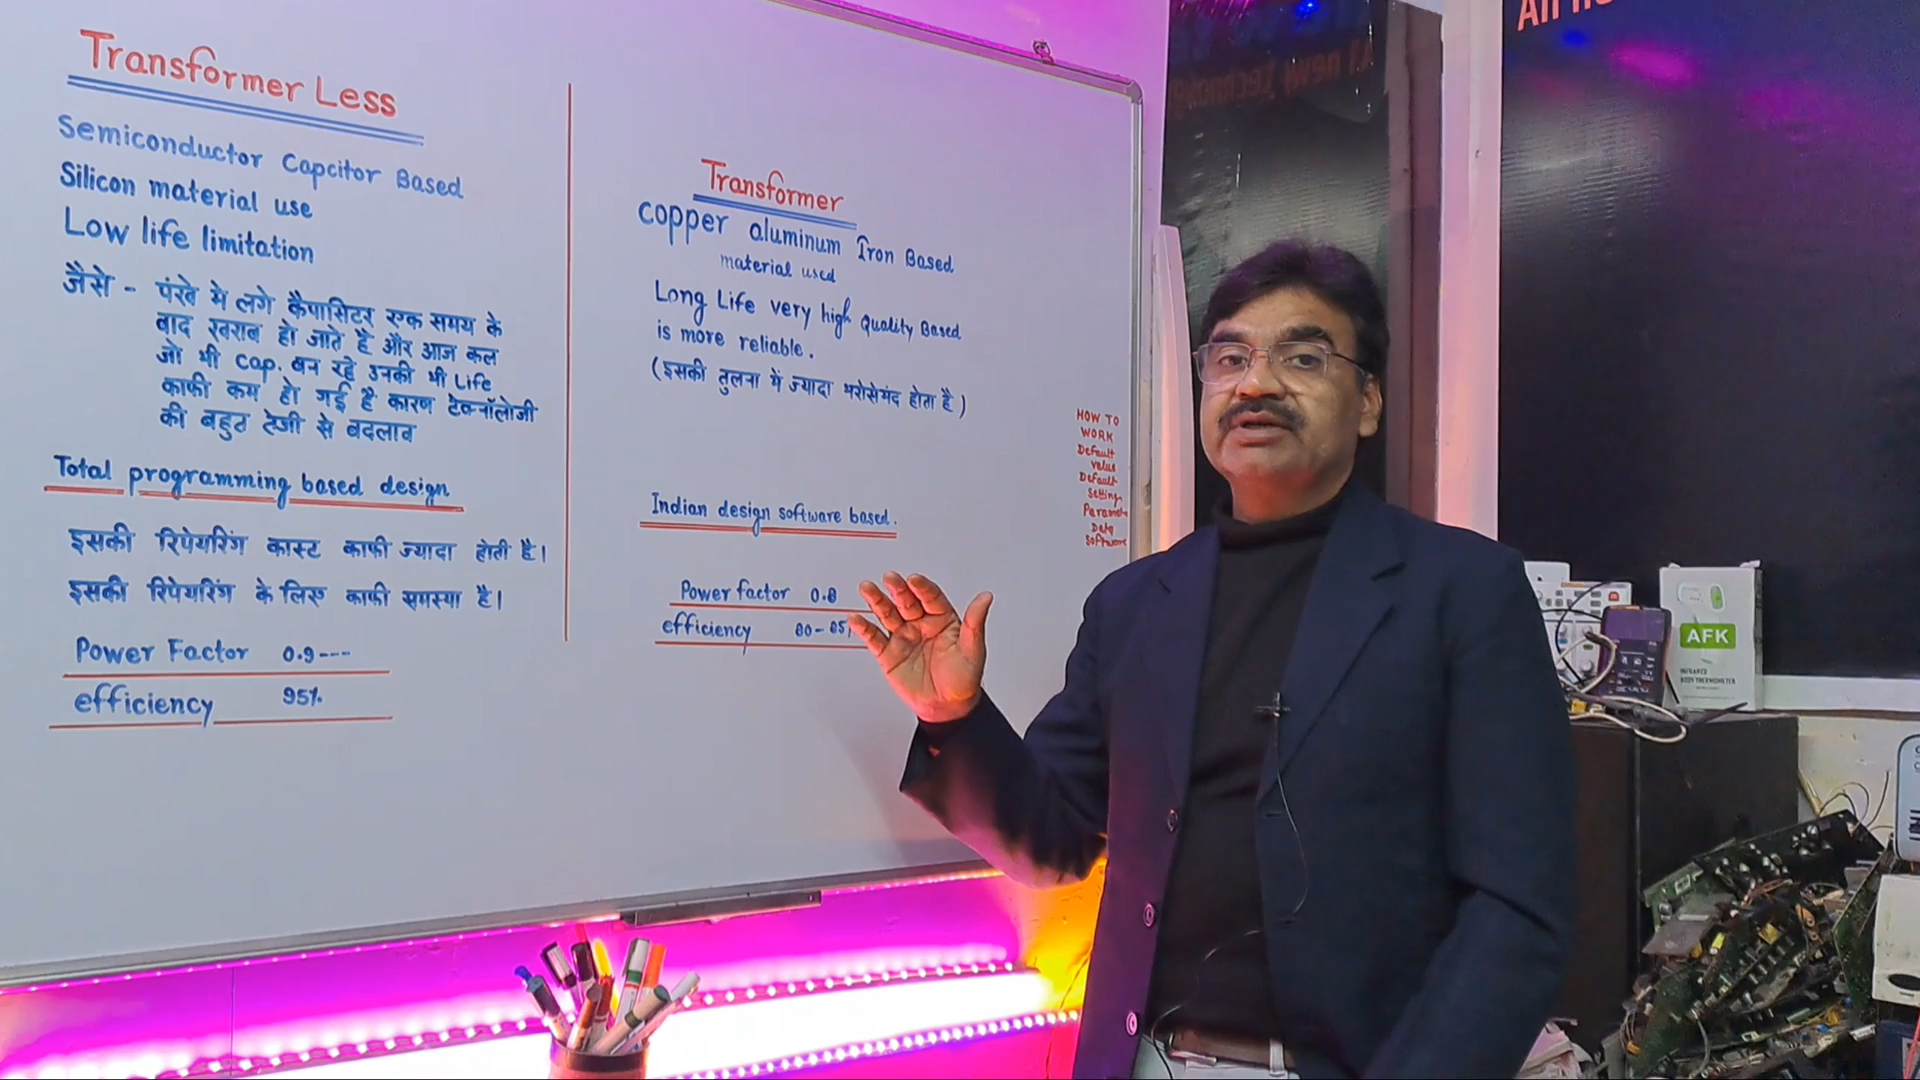 Transformer Less
Semiconductor Capcitor Based
Silicon material use
Low life limitation
जैसे - पंखे मे लगे कैपासिटर एक समय के
बाद खराब हो जाते है और आज कल
जो भी cap. बन रहे उनकी भी Life
काफी कम हो गई है कारण टेक्नॉलोजी
की बहुत तेजी से बदलाव
Total programming based design
इसकी रिपेयरिंग कास्ट काफी ज्यादा होती है।
इसकी रिपेयरिंग के लिए काफी समस्या है।
Power Factor 0.9---
efficiency 95%
Transformer
copper aluminum Iron Based
material used
Long Life very high Quality Based
is more reliable.
(इसकी तुलना में ज्यादा भरोसेमंद होता है)
Indian design software based.
Power factor 0.8
efficiency 80-85
HOW TO
WORK
Default
value
Default
Setting
Paramet
Data
Software
AFK
INFRARED
BODY THERMOMETER